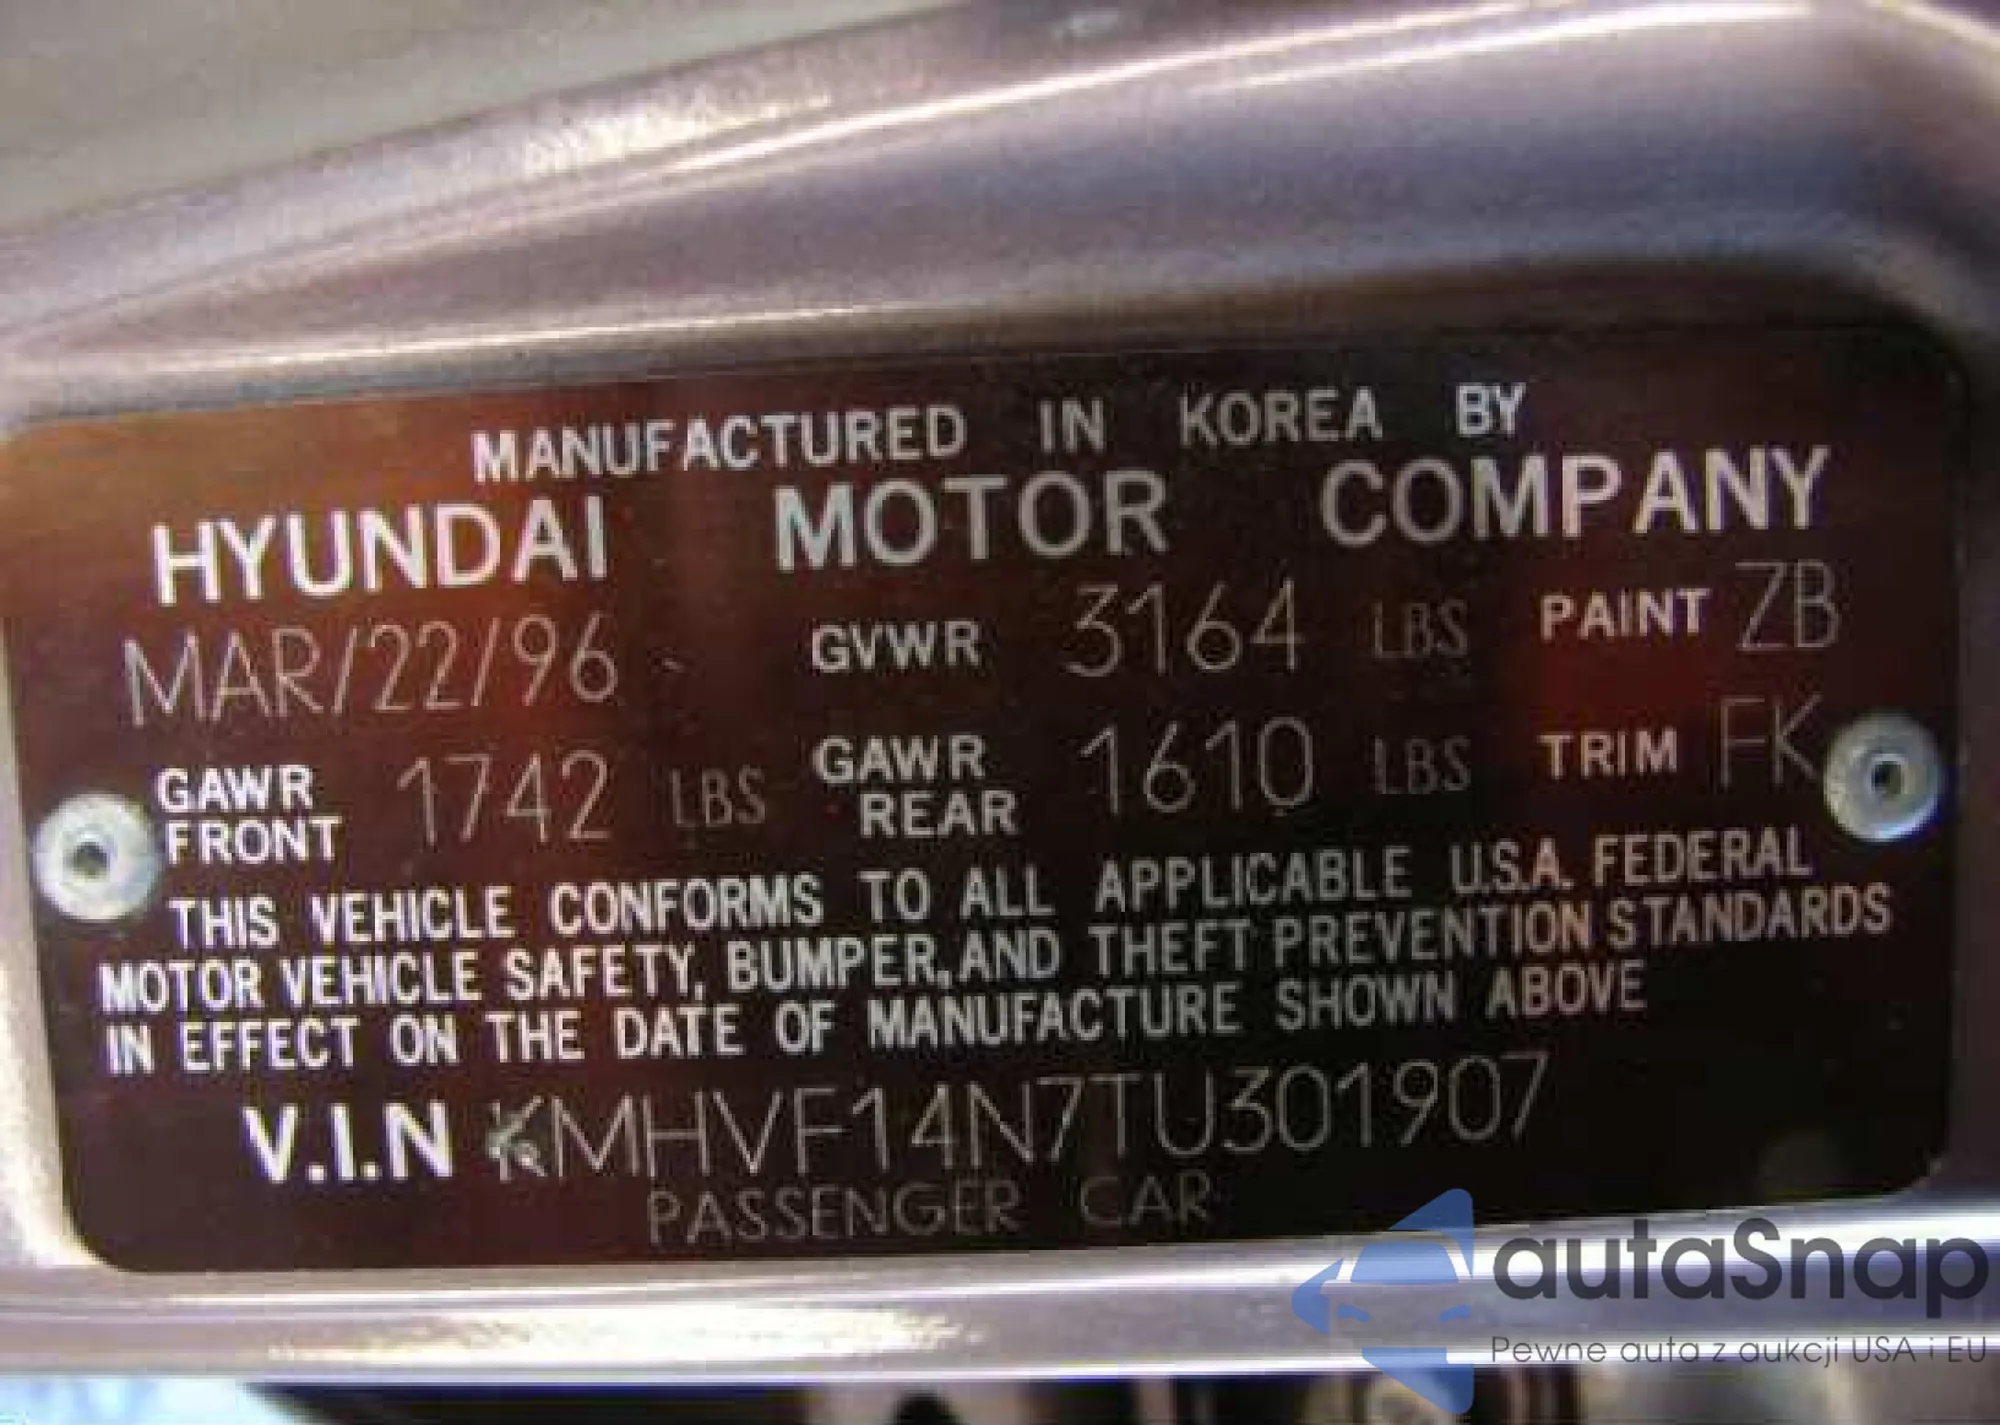 MANUFACTURED IN KOREA BY
HYUNDAI MOTOR COMPANY
MAR/22/96 GVWR 3164 LBS PAINT ZB
GAWR FRONT 1742 LBS GAWR REAR 1610 LBS TRIM FK
THIS VEHICLE CONFORMS TO ALL APPLICABLE U.S.A. FEDERAL
MOTOR VEHICLE SAFETY, BUMPER, AND THEFT PREVENTION STANDARDS
IN EFFECT ON THE DATE OF MANUFACTURE SHOWN ABOVE
V.I.N KMHVF14N7TU301907
PASSENGER CAR
autaSnap
Pewne auta z aukcji USA i EU